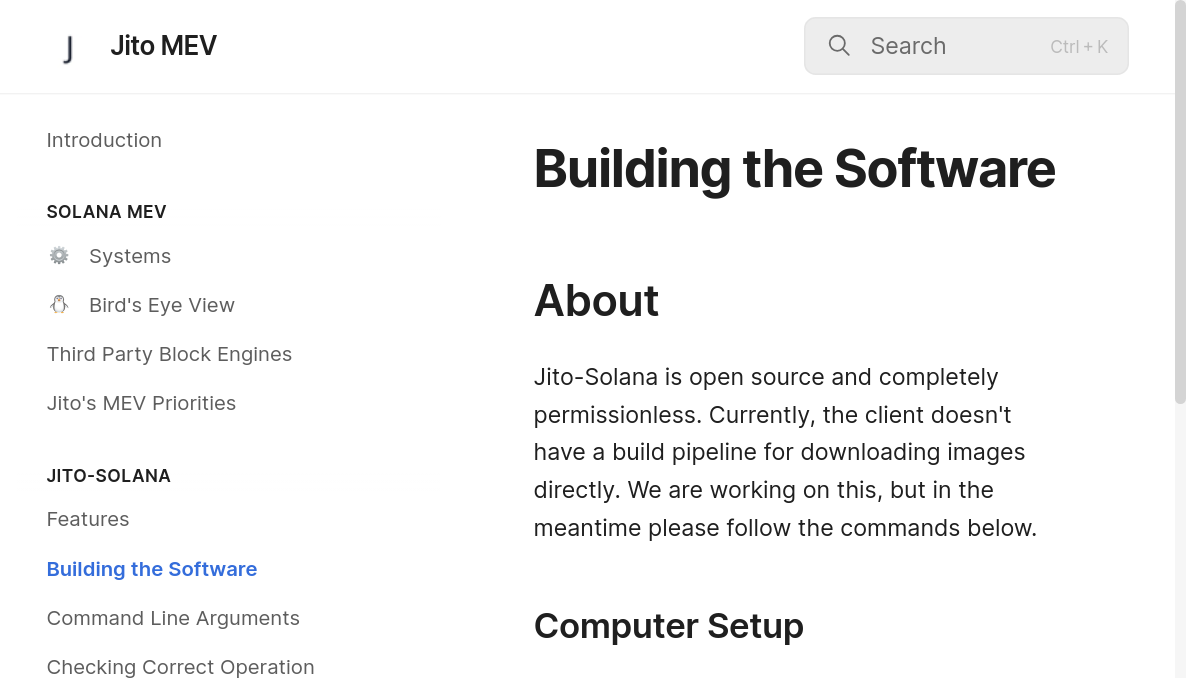 Jito MEV
Search
Ctrl + K
Introduction
SOLANA MEV
Systems
Bird's Eye View
Third Party Block Engines
Jito's MEV Priorities
JITO-SOLANA
Features
Building the Software
Command Line Arguments
Checking Correct Operation
Building the Software
About
Jito-Solana is open source and completely
permissionless. Currently, the client doesn't
have a build pipeline for downloading images
directly. We are working on this, but in the
meantime please follow the commands below.
Computer Setup